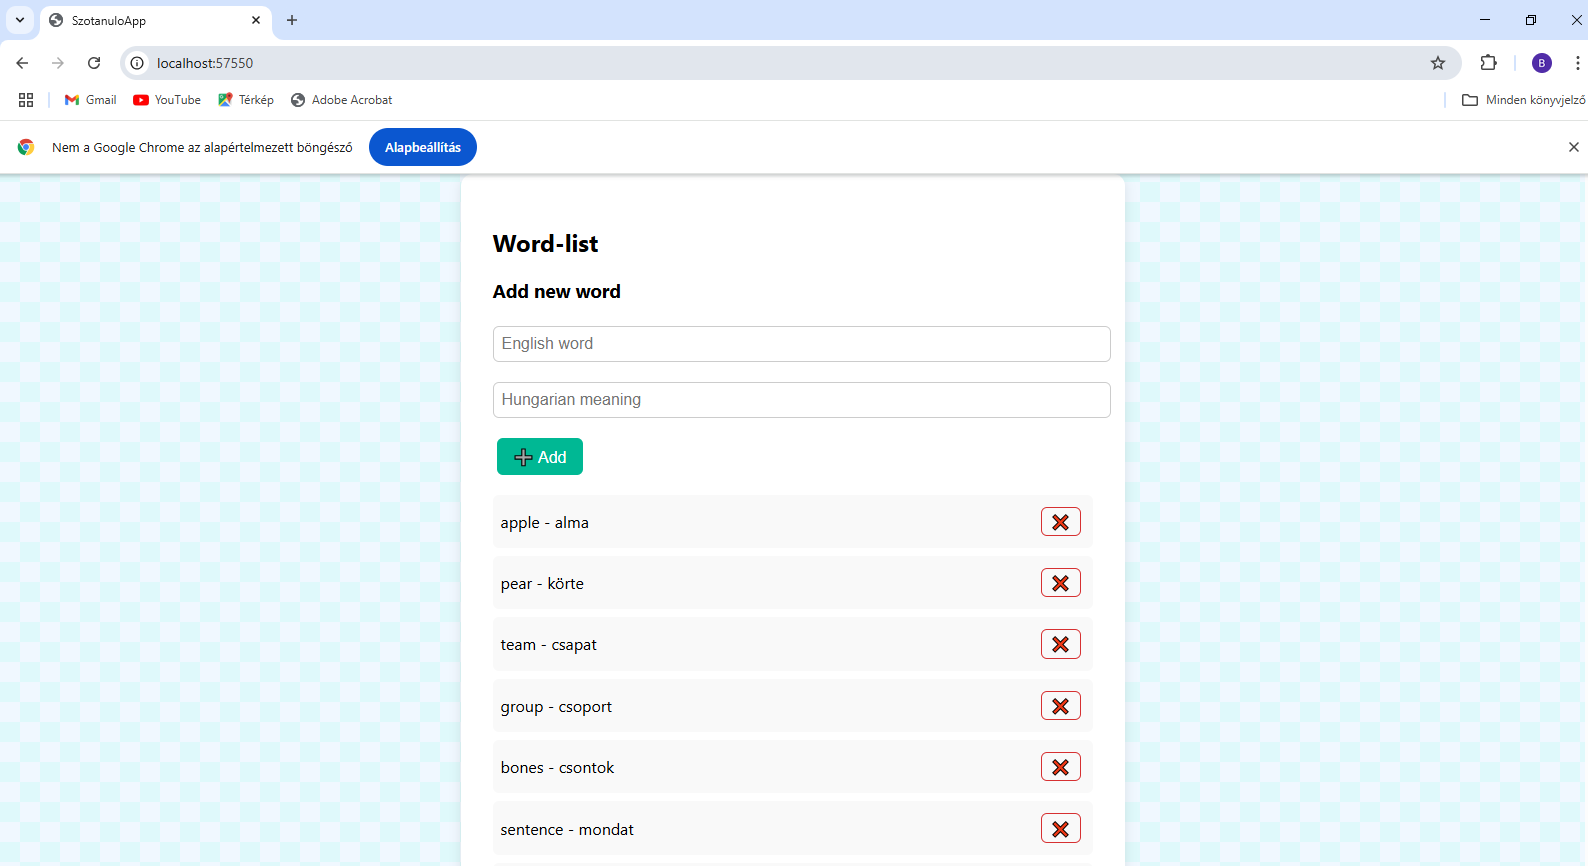 SzotanuloApp
localhost:57550
B
Gmail YouTube Térkép Adobe Acrobat Minden könyvjelző
Nem a Google Chrome az alapértelmezett böngésző Alapbeállítás
Word-list
Add new word
English word
Hungarian meaning
Add
apple - alma
pear - körte
team - csapat
group - csoport
bones - csontok
sentence - mondat